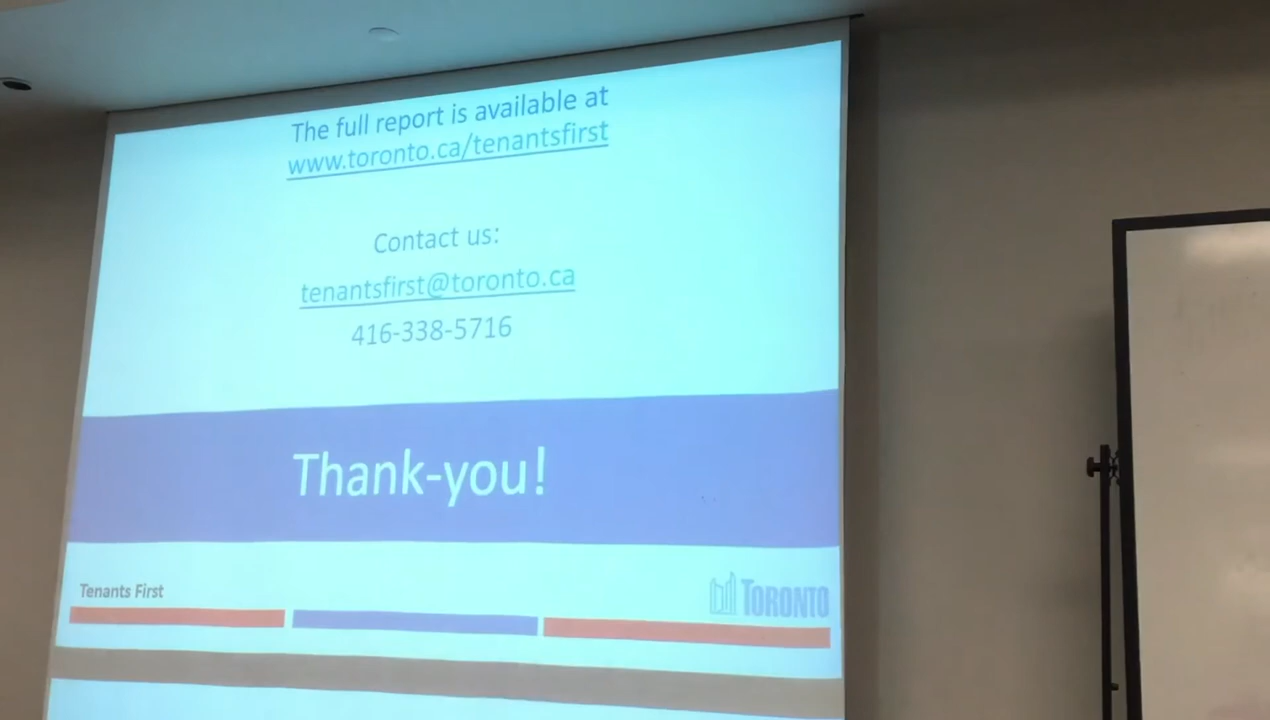 The full report is available at
www.toronto.ca/tenantsfirst
Contact us:
tenantsfirst@toronto.ca
416-338-5716
Thank-you!
Tenants First
TORONTO